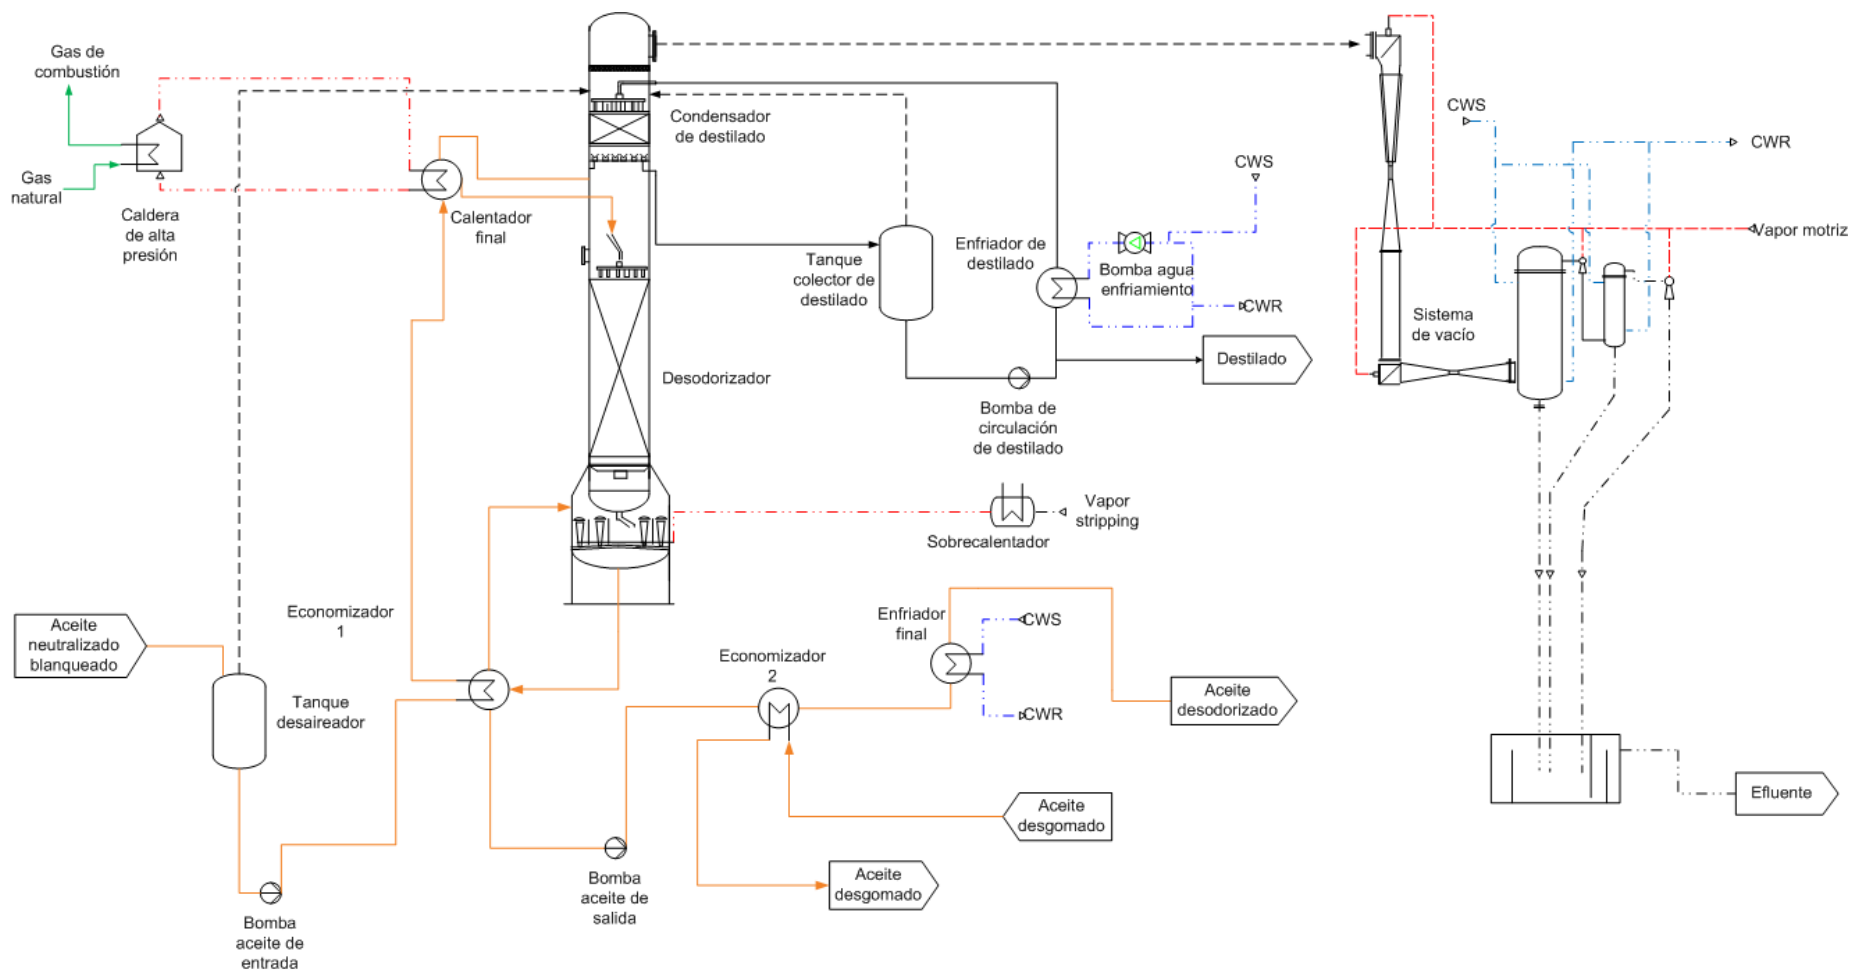 Gas de
combustión
Gas
natural
Caldera
de alta
presión
Calentador
final
Condensador
de destilado
CWS
CWR
Vapor motriz
CWS
Tanque
colector de
destilado
Enfriador de
destilado
Bomba agua
enfriamiento
CWR
Sistema
de vacío
Destilado
Desodorizador
Bomba de
circulación
de destilado
Vapor
stripping
Sobrecalentador
Aceite
neutralizado
blanqueado
Economizador
1
Tanque
desaireador
Enfriador
final
CWS
CWR
Economizador
2
Aceite
desodorizado
Aceite
desgomado
Aceite
desgomado
Efluente
Bomba
aceite de
salida
Bomba
aceite de
entrada